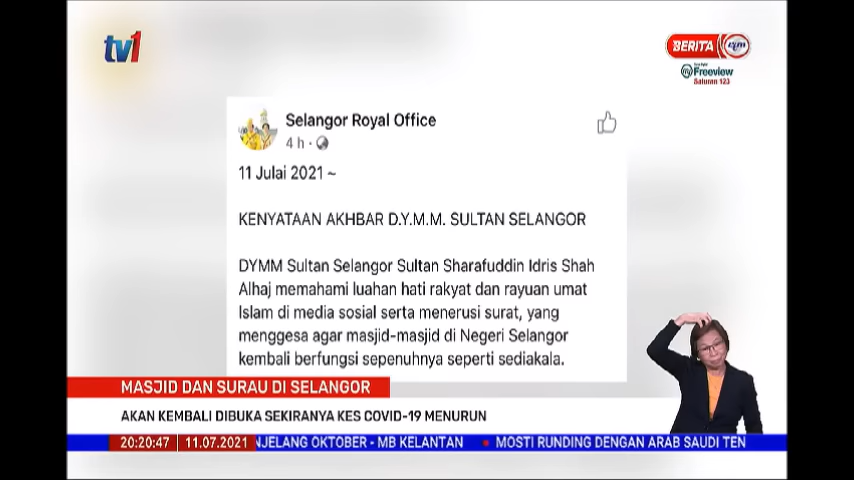 tv1
BERITA rtm
myFreeview
Saluran 123
Selangor Royal Office
4 h ·
11 Julai 2021 ~
KENYATAAN AKHBAR D.Y.M.M. SULTAN SELANGOR
DYMM Sultan Selangor Sultan Sharafuddin Idris Shah
Alhaj memahami luahan hati rakyat dan rayuan umat
Islam di media sosial serta menerusi surat, yang
menggesa agar masjid-masjid di Negeri Selangor
kembali berfungsi sepenuhnya seperti sediakala.
MASJID DAN SURAU DI SELANGOR
AKAN KEMBALI DIBUKA SEKIRANYA KES COVID-19 MENURUN
20:20:47 11.07.2021 NJELANG OKTOBER - MB KELANTAN • MOSTI RUNDING DENGAN ARAB SAUDI TEN